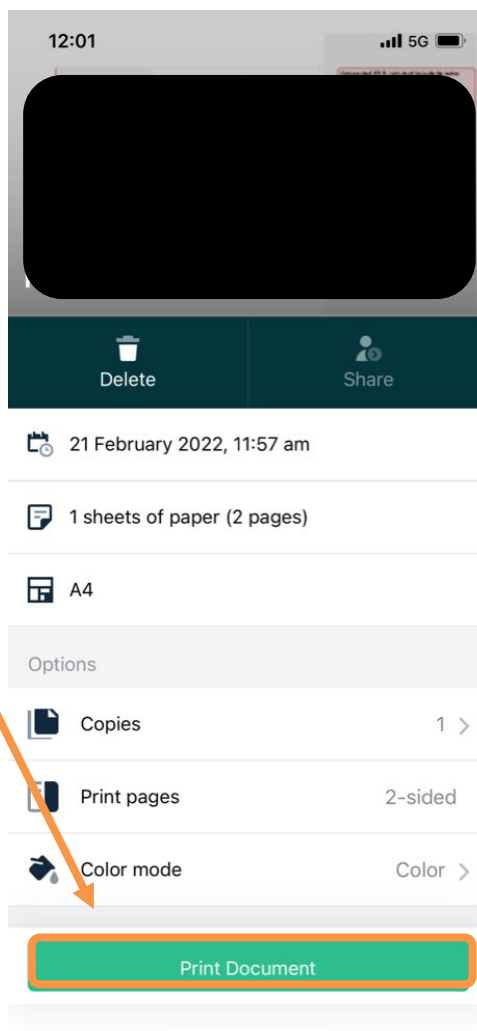 12:01
5G
Delete
Share
21 February 2022, 11:57 am
1 sheets of paper (2 pages)
A4
Options
Copies 1
Print pages 2-sided
Color mode Color
Print Document